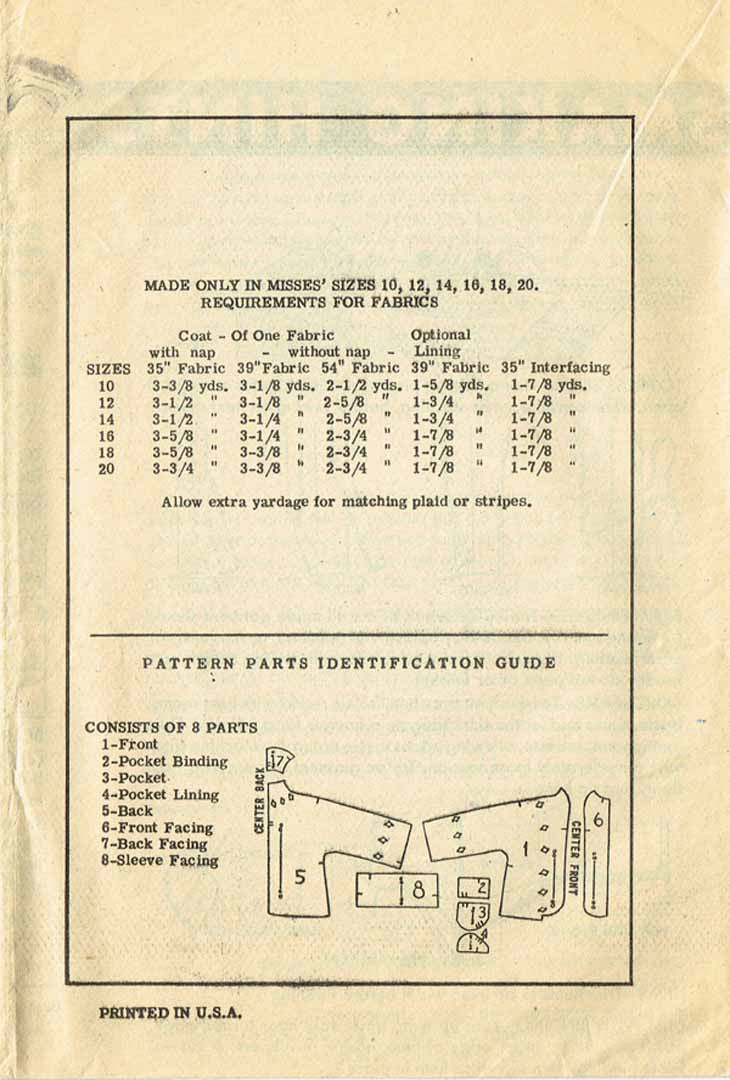 MADE ONLY IN MISSES' SIZES 10, 12, 14, 16, 18, 20.
REQUIREMENTS FOR FABRICS
Coat - Of One Fabric Optional
with nap - without nap - Lining
SIZES 35" Fabric 39"Fabric 54" Fabric 39" Fabric 35" Interfacing
10 3-3/8 yds. 3-1/8 yds. 2-1/2 yds. 1-5/8 yds. 1-7/8 yds.
12 3-1/2 " 3-1/8 " 2-5/8 " 1-3/4 " 1-7/8 "
14 3-1/2 " 3-1/4 " 2-5/8 " 1-3/4 " 1-7/8 "
16 3-5/8 " 3-1/4 " 2-3/4 " 1-7/8 " 1-7/8 "
18 3-5/8 " 3-3/8 " 2-3/4 " 1-7/8 " 1-7/8 "
20 3-3/4 " 3-3/8 " 2-3/4 " 1-7/8 " 1-7/8 "
Allow extra yardage for matching plaid or stripes.
PATTERN PARTS IDENTIFICATION GUIDE
CONSISTS OF 8 PARTS
1-Front
2-Pocket Binding
3-Pocket
4-Pocket Lining
5-Back
6-Front Facing
7-Back Facing
8-Sleeve Facing
7
CENTER BACK
5
8
2
3
4
1
CENTER FRONT
6
PRINTED IN U.S.A.